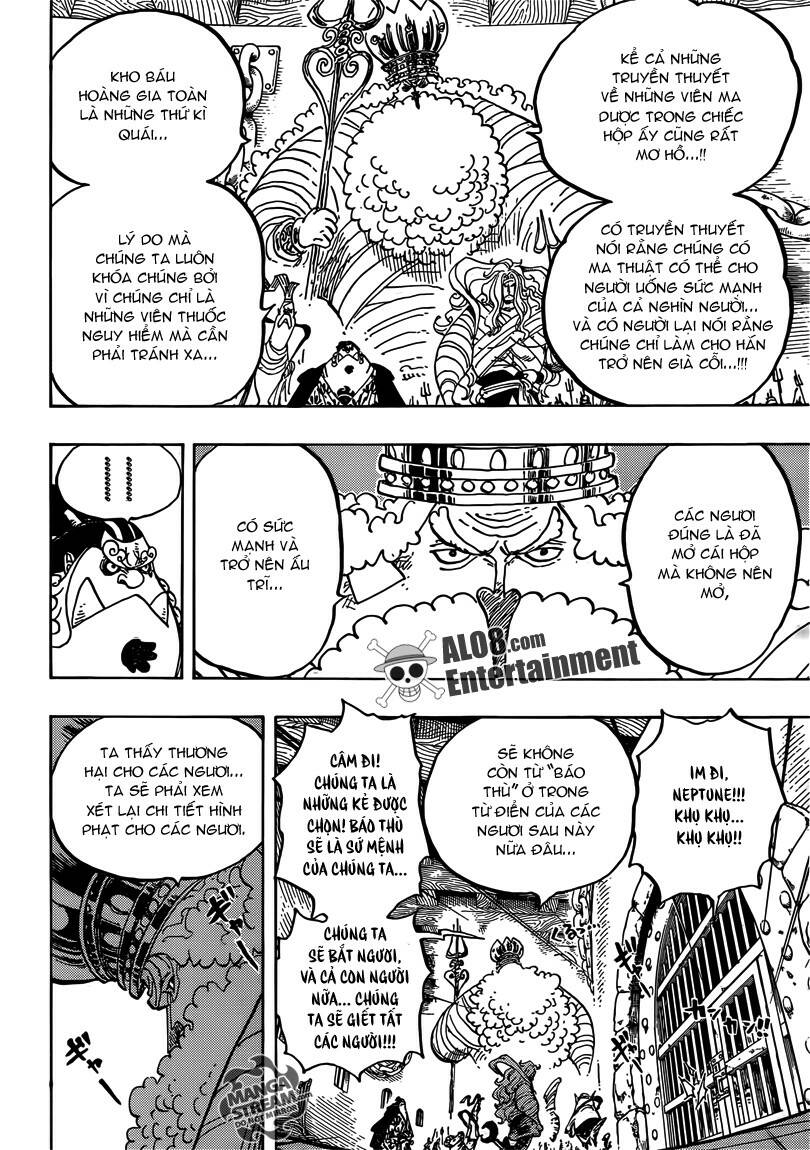 KHO BÁU
HOÀNG GIA TOÀN
LÀ NHỮNG THỨ KÌ
QUÁI...
LÝ DO MÀ
CHÚNG TA LUÔN
KHÓA CHÚNG BỞI
VÌ CHÚNG CHỈ LÀ
NHỮNG VIÊN THUỐC
NGUY HIỂM MÀ CẦN
PHẢI TRÁNH XA...
KỂ CẢ NHỮNG
TRUYỀN THUYẾT
VỀ NHỮNG VIÊN MA
DƯỢC TRONG CHIẾC
HỘP ẤY CŨNG RẤT
MƠ HỒ...!!
CÓ TRUYỀN THUYẾT
NÓI RẰNG CHÚNG CÓ
MA THUẬT CÓ THỂ CHO
NGƯỜI UỐNG SỨC MẠNH
CỦA CẢ NGHÌN NGƯỜI...
VÀ CÓ NGƯỜI LẠI NÓI RẰNG
CHÚNG CHỈ LÀM CHO HẮN
TRỞ NÊN GIÀ CỖI...!!!
CÓ SỨC
MẠNH VÀ
TRỞ NÊN ẤU
TRĨ...
CÁC NGƯƠI
ĐÚNG LÀ ĐÃ
MỞ CÁI HỘP
MÀ KHÔNG NÊN
MỞ,
ALO8.com
Entertainment
TA THẤY THƯƠNG
HẠI CHO CÁC NGƯƠI...
TA SẼ PHẢI XEM
XÉT LẠI CHI TIẾT HÌNH
PHẠT CHO CÁC NGƯƠI.
CÂM ĐI!
CHÚNG TA LÀ
NHỮNG KẺ ĐƯỢC
CHỌN! BÁO THÙ
SẼ LÀ SỨ MỆNH
CỦA CHÚNG TA...
CHÚNG TA
SẼ BẮT NGƯỜI,
VÀ CẢ CON NGƯỜI
NỮA... CHÚNG
TA SẼ GIẾT TẤT
CÁC NGƯỜI!!!
SẼ KHÔNG
CÒN TỪ "BÁO
THÙ" Ở TRONG
TỪ ĐIỂN CỦA CÁC
NGƯƠI SAU NÀY
NỮA ĐÂU...
IM ĐI,
NEPTUNE!!!
KHỤ KHỤ...
KHỤ KHỤ!!
MANGA
STREAM